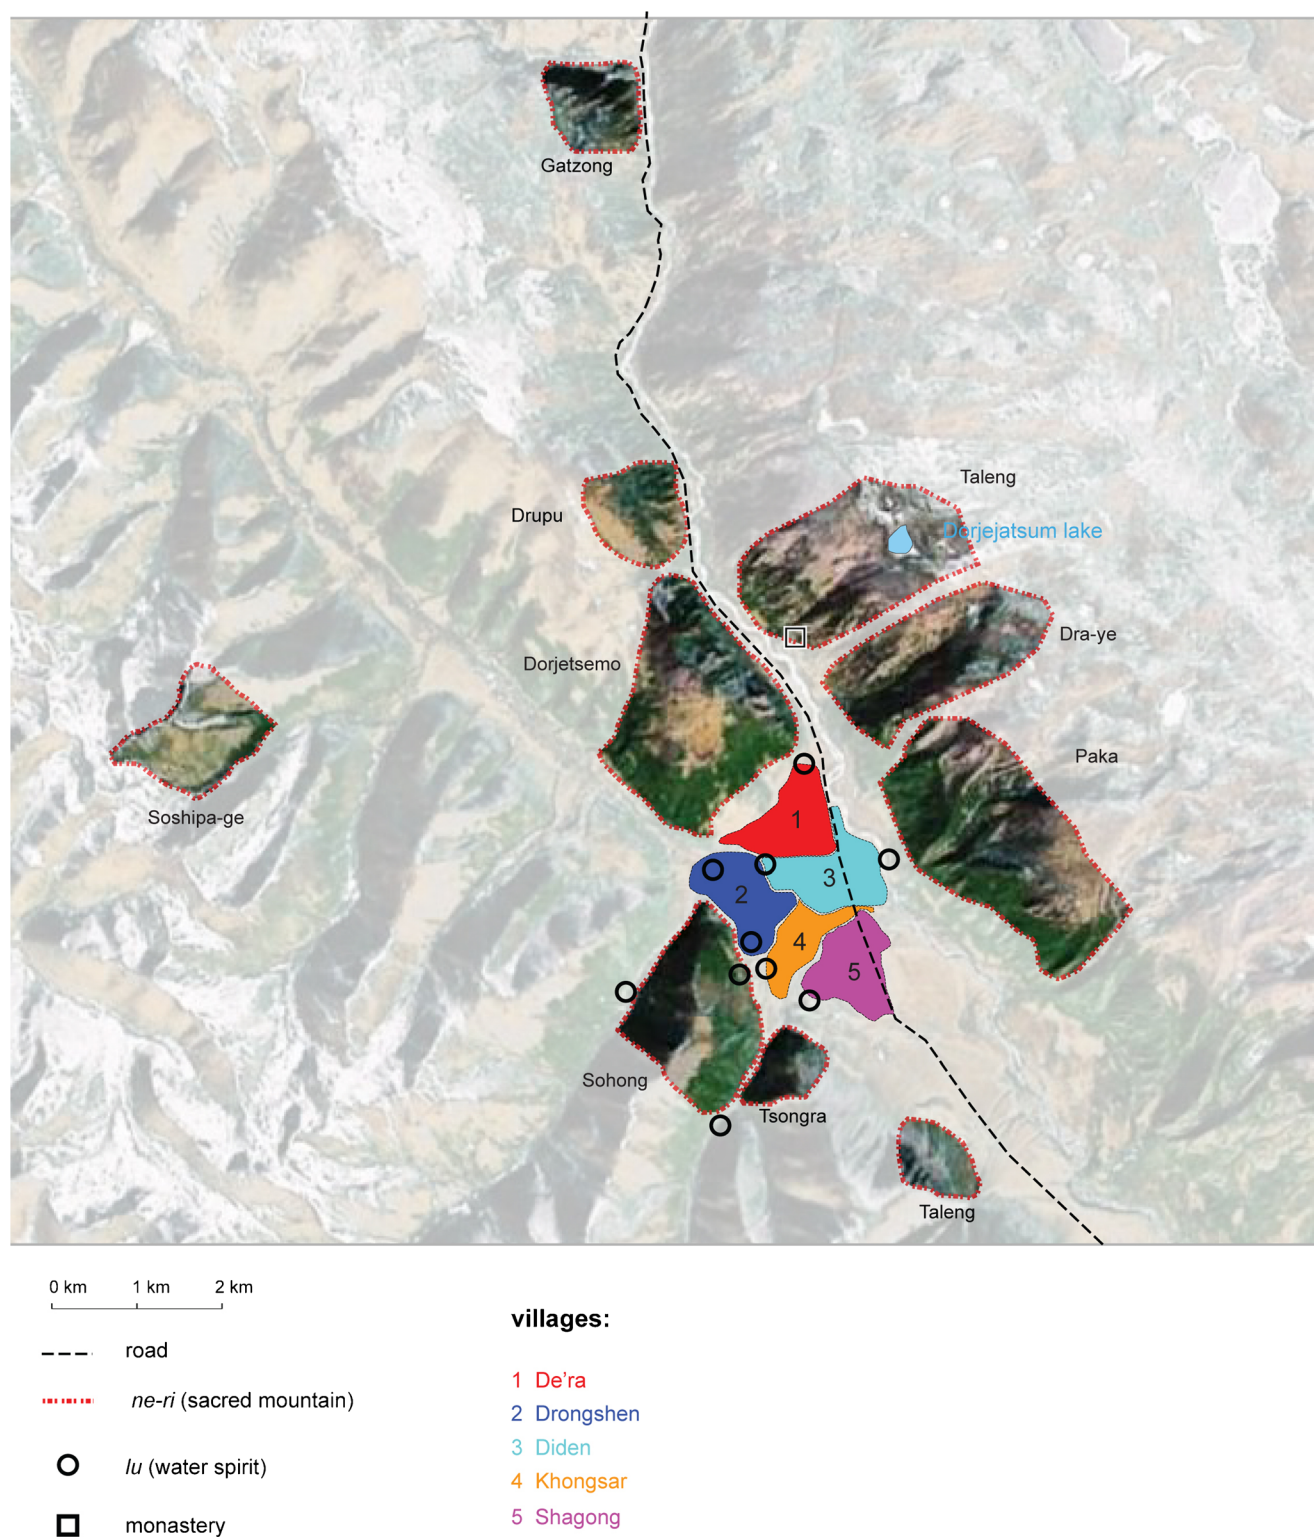 Gatzong
Taleng
Drupu
Dorjejatsum lake
Dra-ye
Dorjetsemo
Paka
Soshipa-ge
1
3
2
4
5
Sohong
Tsongra
Taleng
0 km 1 km 2 km
road
ne-ri (sacred mountain)
lu (water spirit)
monastery
villages:
1 De’ra
2 Drongshen
3 Diden
4 Khongsar
5 Shagong